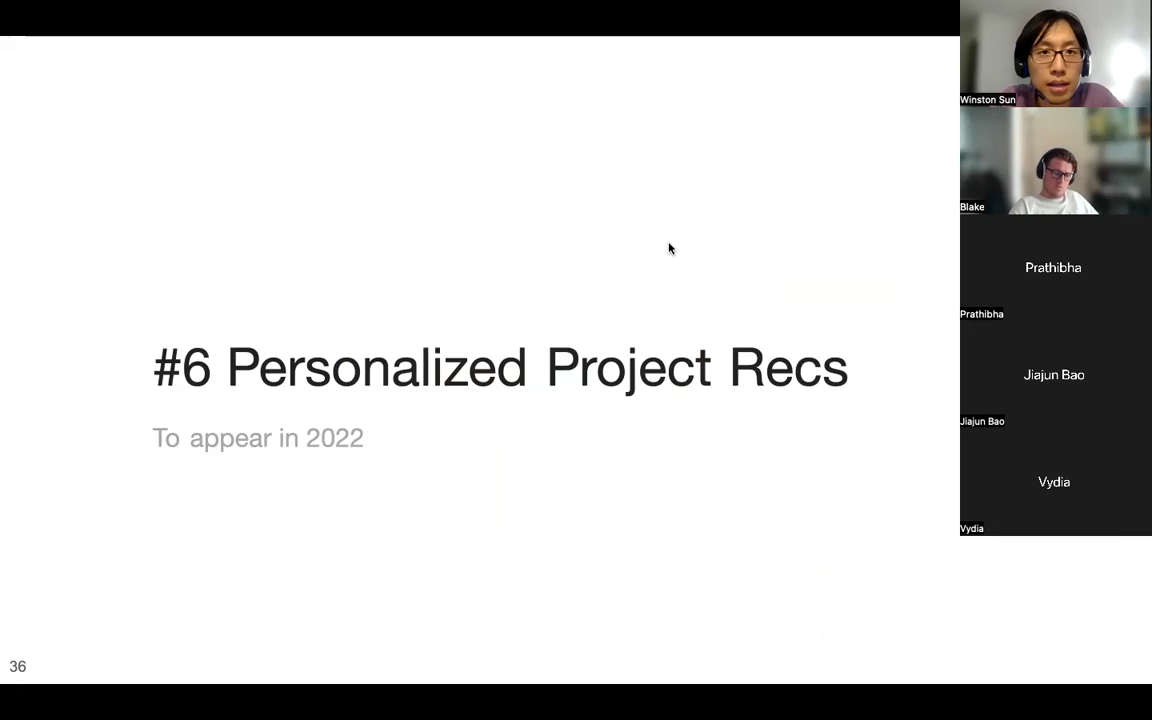 #6 Personalized Project Recs
To appear in 2022
36
Winston Sun
Blake
Prathibha
Prathibha
Jiajun Bao
Jiajun Bao
Vydia
Vydia